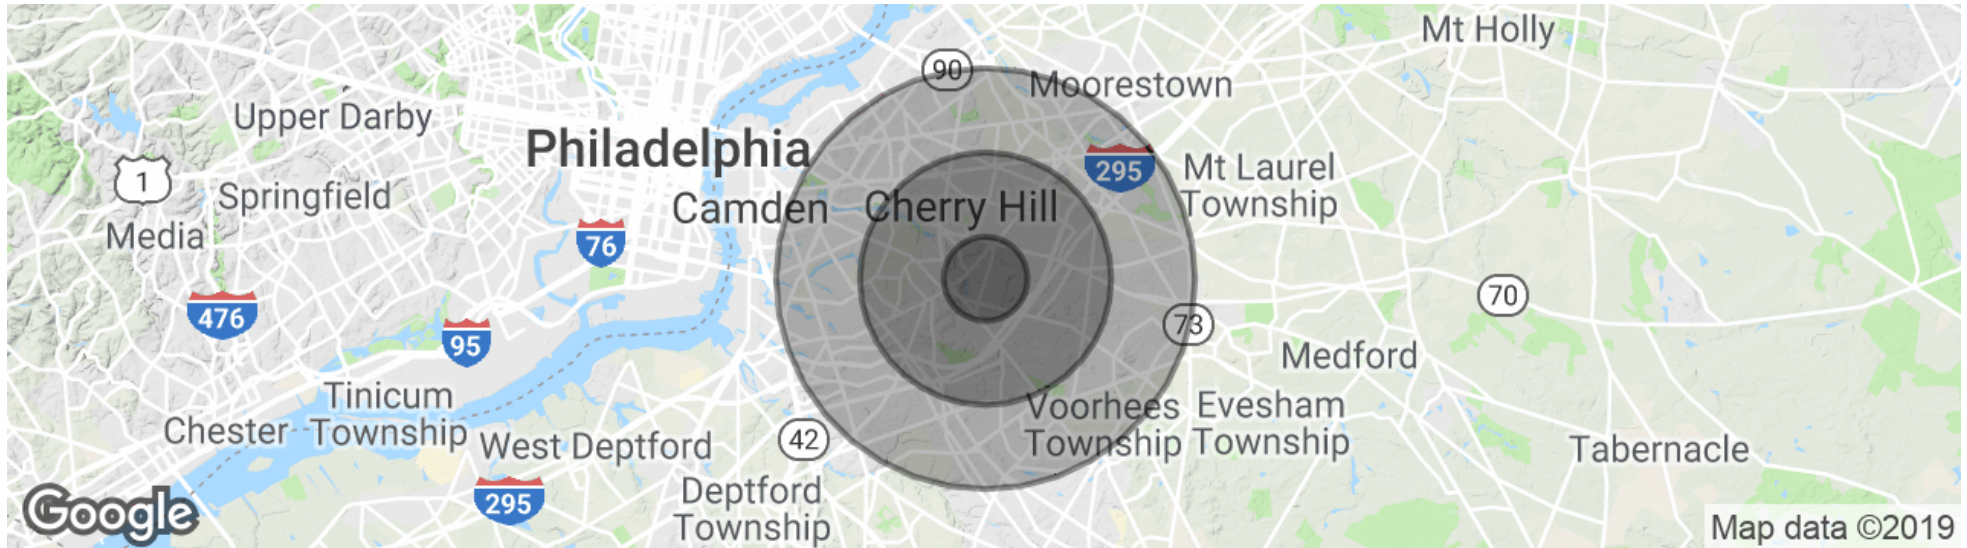 Mt Holly
90
Moorestown
Upper Darby
Philadelphia
295
Mt Laurel
Township
1
Springfield
Camden
Cherry Hill
Media
76
476
95
70
73
Medford
Tinicum
Township
Chester
West Deptford
42
Voorhees
Township
Evesham
Township
Tabernacle
295
Deptford
Township
Google
Map data ©2019